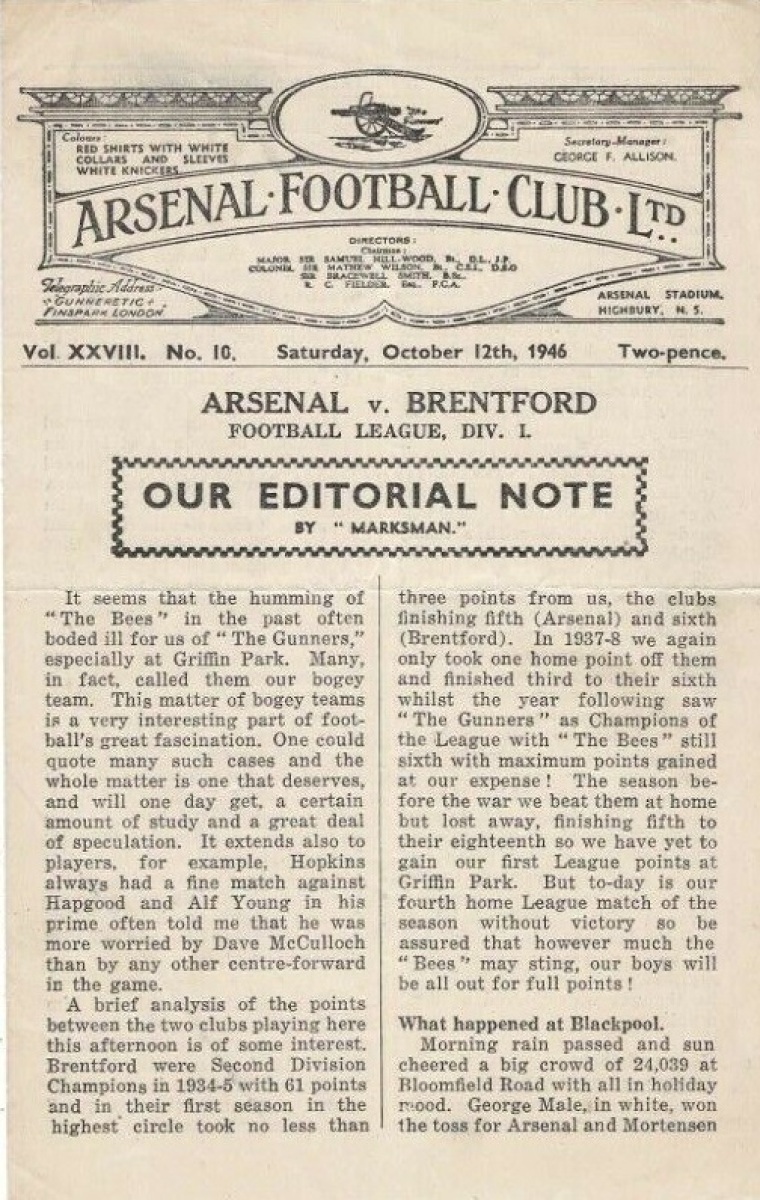 Colours:
RED SHIRTS WITH WHITE
COLLARS AND SLEEVES
WHITE KNICKERS
Secretary-Manager:
GEORGE F. ALLISON.
ARSENAL · FOOTBALL · CLUB · LTD
DIRECTORS:
Chairman:
MAJOR SIR SAMUEL HILL-WOOD, Bt., D.L., J.P.
COLONEL SIR MATHEW WILSON, Bt., C.S.I., D.S.O
SIR BRACEWELL SMITH, B.Sc.,
R. C. FIELDER, Esq., F.C.A.
Telegraphic Address:
GUNNERETIC
FINSPARK LONDON
ARSENAL STADIUM,
HIGHBURY, N. 5.
Vol. XXVIII. No. 10. Saturday, October 12th, 1946 Two-pence.
ARSENAL v. BRENTFORD
FOOTBALL LEAGUE, DIV. I.
OUR EDITORIAL NOTE
BY "MARKSMAN."
It seems that the humming of
"The Bees" in the past often
boded ill for us of "The Gunners,"
especially at Griffin Park. Many,
in fact, called them our bogey
team. This matter of bogey teams
is a very interesting part of foot-
ball's great fascination. One could
quote many such cases and the
whole matter is one that deserves,
and will one day get, a certain
amount of study and a great deal
of speculation. It extends also to
players, for example, Hopkins
always had a fine match against
Hapgood and Alf Young in his
prime often told me that he was
more worried by Dave McCulloch
than by any other centre-forward
in the game.
A brief analysis of the points
between the two clubs playing here
this afternoon is of some interest.
Brentford were Second Division
Champions in 1934-5 with 61 points
and in their first season in the
highest circle took no less than
three points from us, the clubs
finishing fifth (Arsenal) and sixth
(Brentford). In 1937-8 we again
only took one home point off them
and finished third to their sixth
whilst the year following saw
"The Gunners" as Champions of
the League with "The Bees" still
sixth with maximum points gained
at our expense! The season be-
fore the war we beat them at home
but lost away, finishing fifth to
their eighteenth so we have yet to
gain our first League points at
Griffin Park. But to-day is our
fourth home League match of the
season without victory so be
assured that however much the
"Bees" may sting, our boys will
be all out for full points!
What happened at Blackpool.
Morning rain passed and sun
cheered a big crowd of 24,039 at
Bloomfield Road with all in holiday
mood. George Male, in white, won
the toss for Arsenal and Mortensen